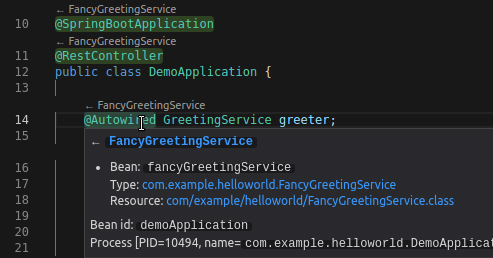 ← FancyGreetingService
10 @SpringBootApplication
← FancyGreetingService
11 @RestController
12 public class DemoApplication {
13
← FancyGreetingService
14 @Autowired GreetingService greeter;
15
← FancyGreetingService
16 • Bean: fancyGreetingService
17 Type: com.example.helloworld.FancyGreetingService
18 Resource: com/example/helloworld/FancyGreetingService.class
19
20 Bean id: demoApplication
21 Process [PID=10494, name= com.example.helloworld.DemoApplicat